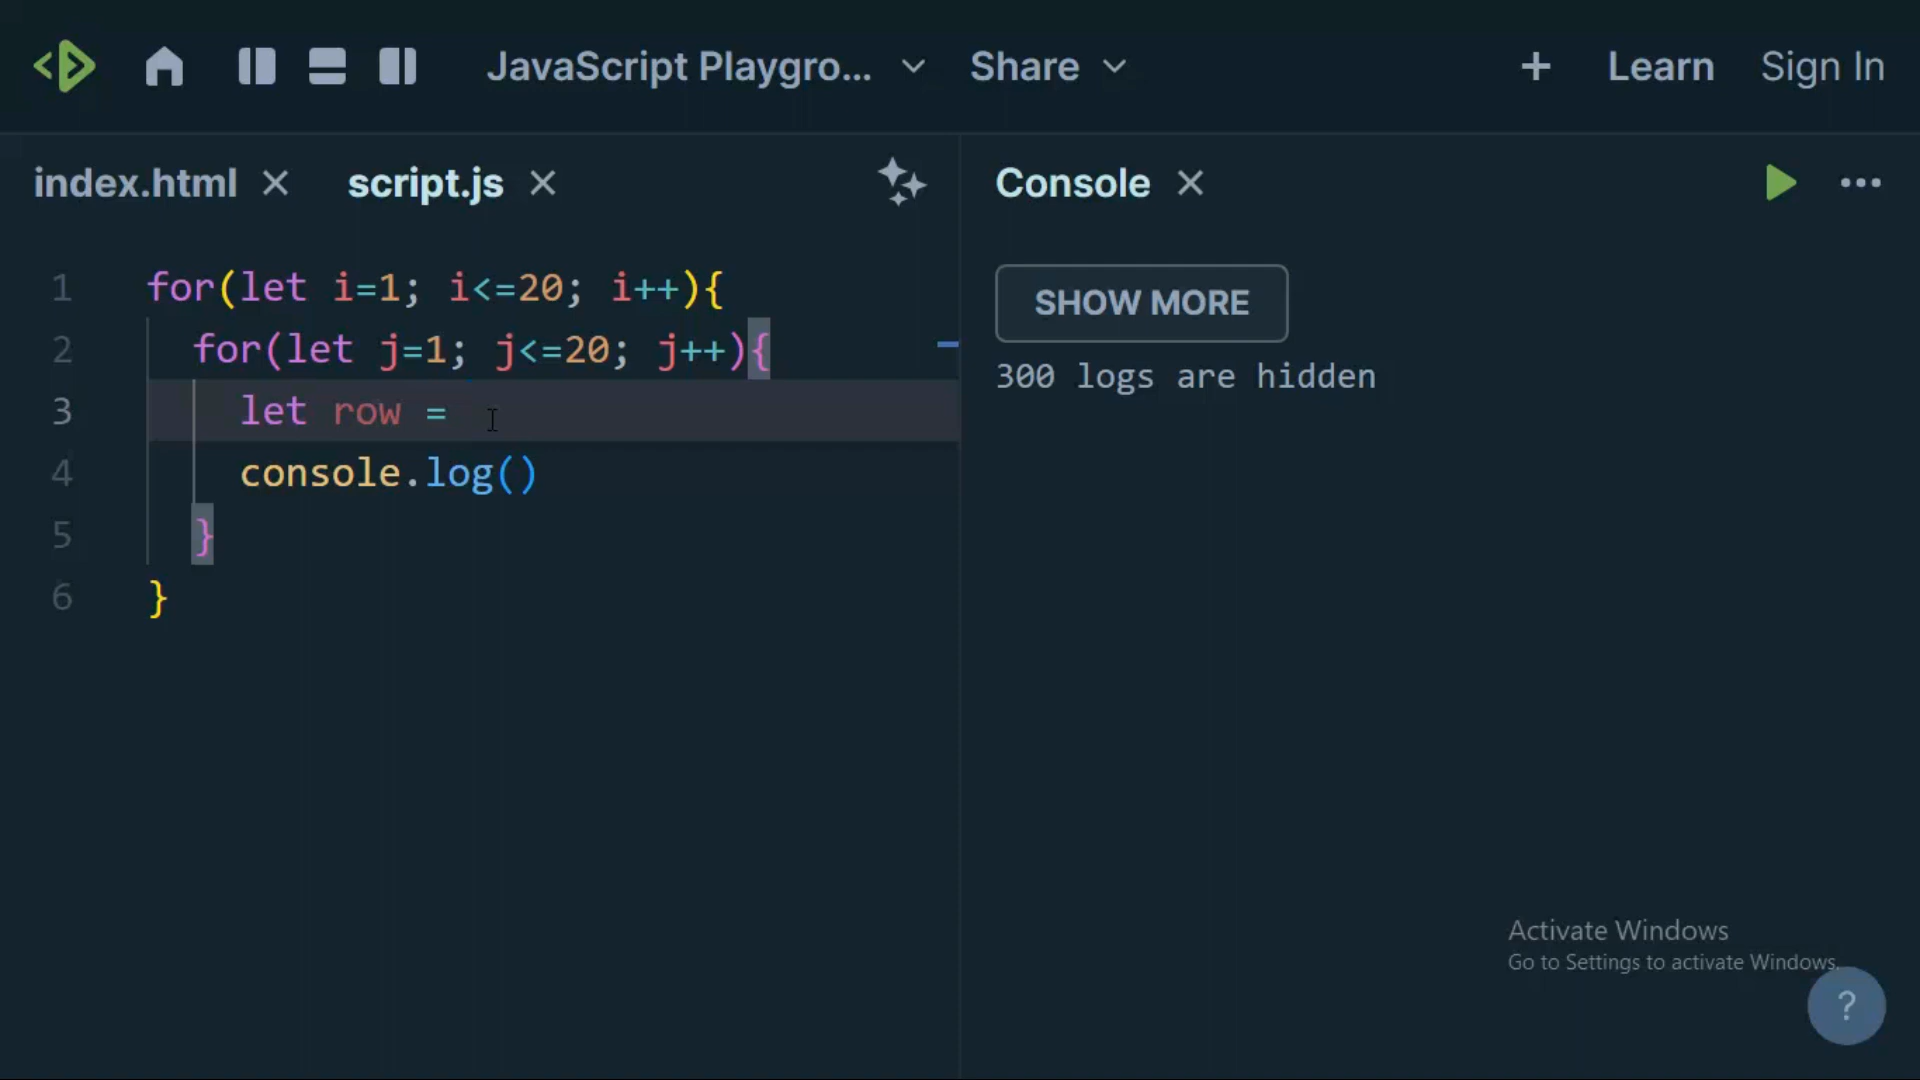 JavaScript Playgro... Share + Learn Sign In
index.html script.js Console
1 for(let i=1; i<=20; i++){
2 for(let j=1; j<=20; j++){
3 let row =
4 console.log()
5 }
6 }
SHOW MORE
300 logs are hidden
Activate Windows
Go to Settings to activate Windows.
?